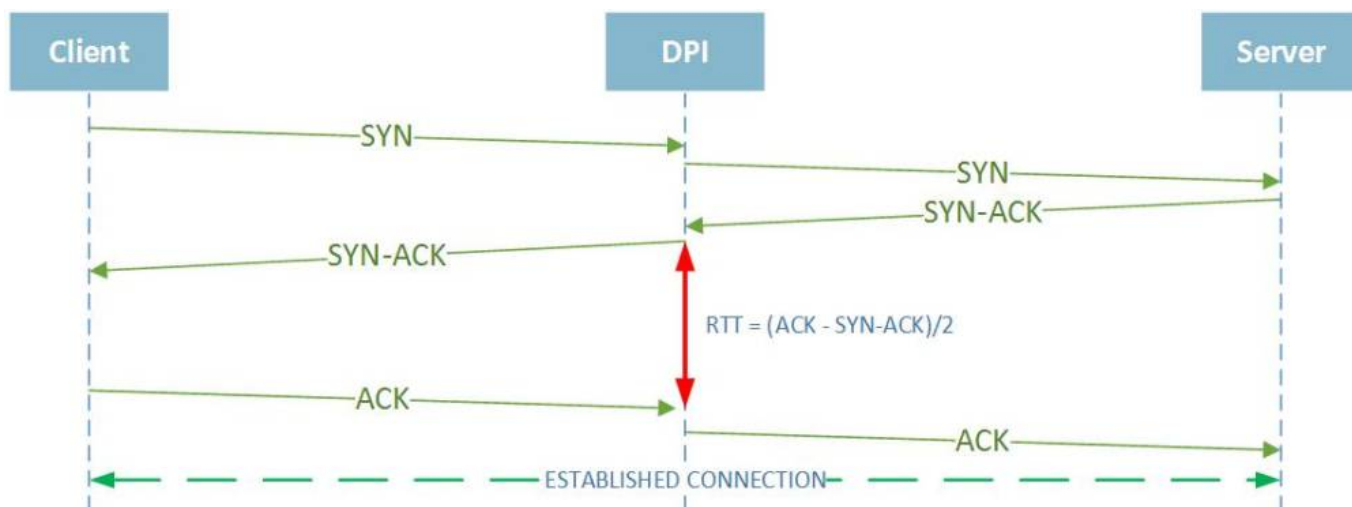 Client
DPI
Server
SYN
SYN
SYN-ACK
SYN-ACK
RTT = (ACK - SYN-ACK)/2
ACK
ACK
ESTABLISHED CONNECTION